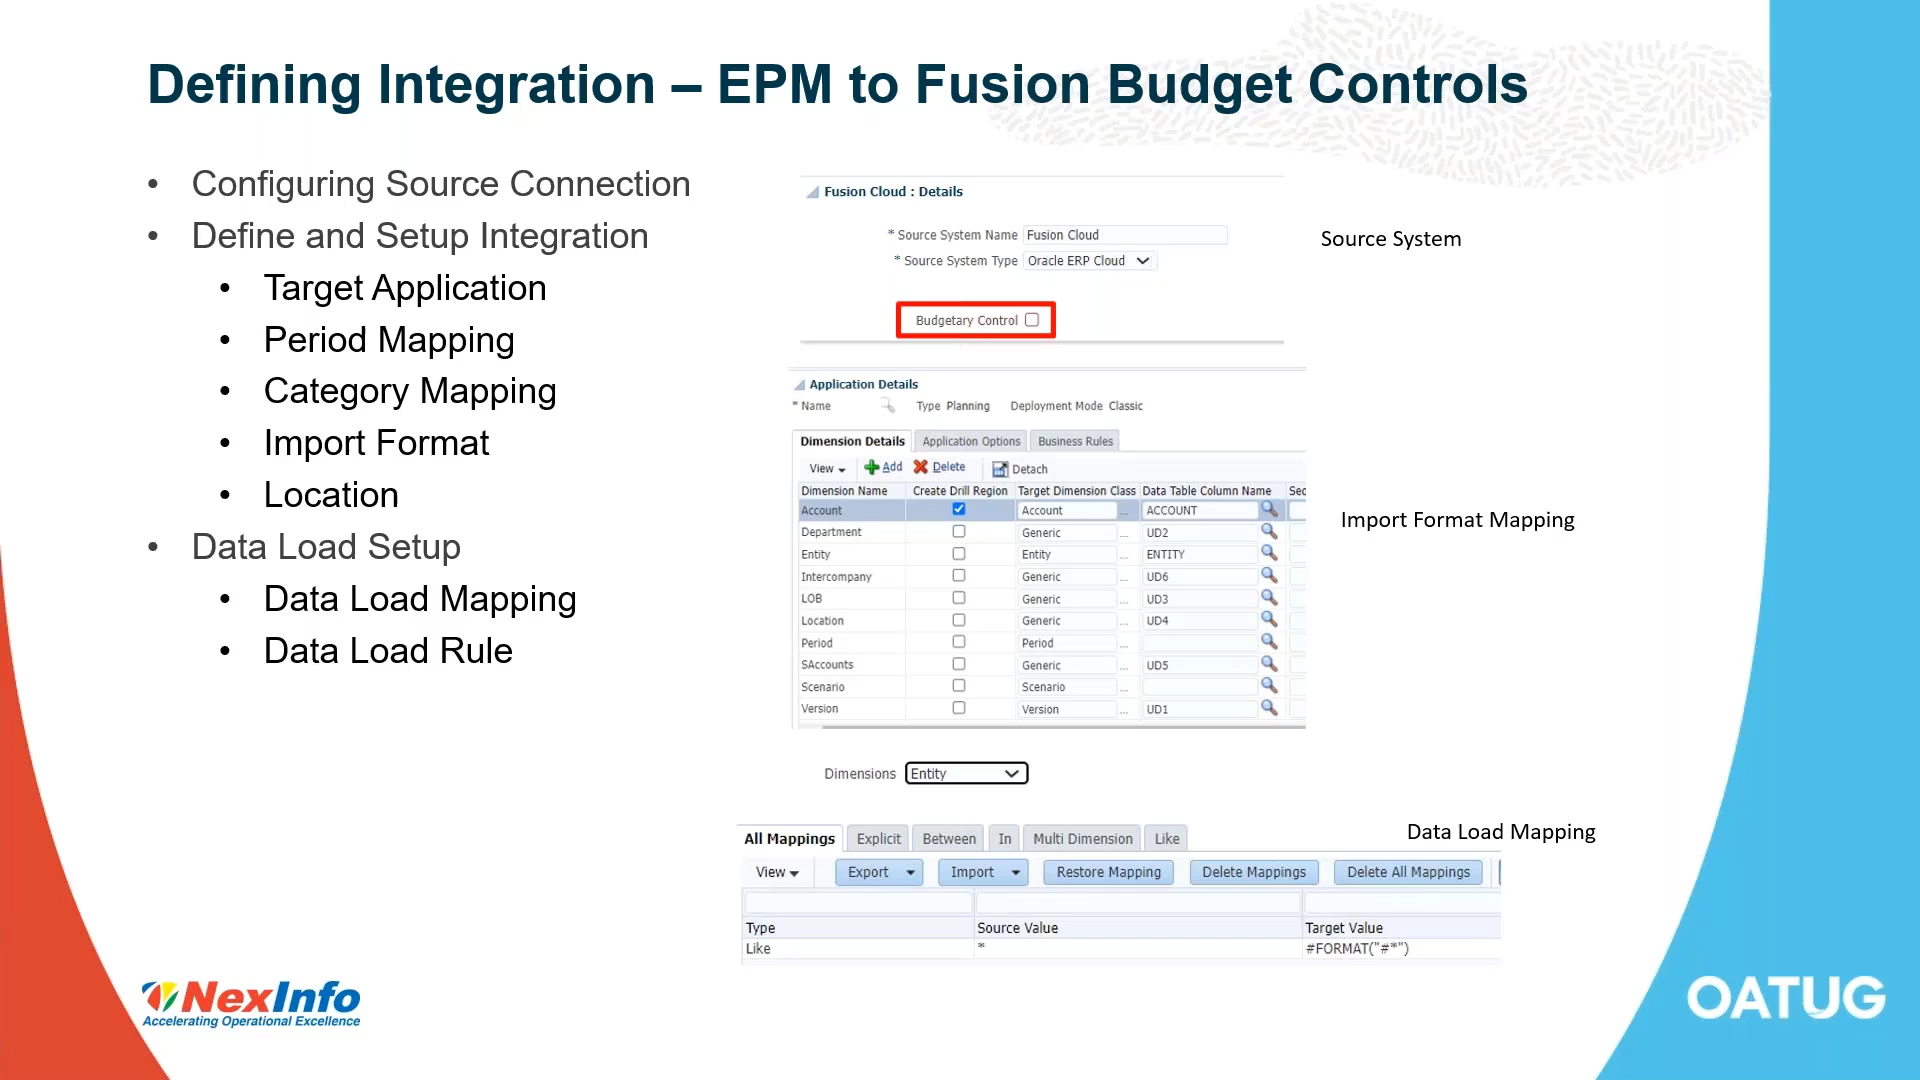 Defining Integration – EPM to Fusion Budget Controls
• Configuring Source Connection
• Define and Setup Integration
• Target Application
• Period Mapping
• Category Mapping
• Import Format
• Location
• Data Load Setup
• Data Load Mapping
• Data Load Rule
Fusion Cloud : Details
* Source System Name Fusion Cloud
* Source System Type Oracle ERP Cloud
Budgetary Control
Source System
Application Details
* Name Type Planning Deployment Mode Classic
Dimension Details Application Options Business Rules
View Add Delete Detach
Dimension Name Create Drill Region Target Dimension Class Data Table Column Name Sec
Account Account ... ACCOUNT
Department Generic ... UD2
Entity Entity ... ENTITY
Intercompany Generic ... UD6
LOB Generic ... UD3
Location Generic ... UD4
Period Period ...
SAccounts Generic ... UD5
Scenario Scenario ...
Version Version ... UD1
Import Format Mapping
Dimensions Entity
Data Load Mapping
All Mappings Explicit Between In Multi Dimension Like
View Export Import Restore Mapping Delete Mappings Delete All Mappings
Type Source Value Target Value
Like * #FORMAT("#*")
NexInfo
Accelerating Operational Excellence
OATUG